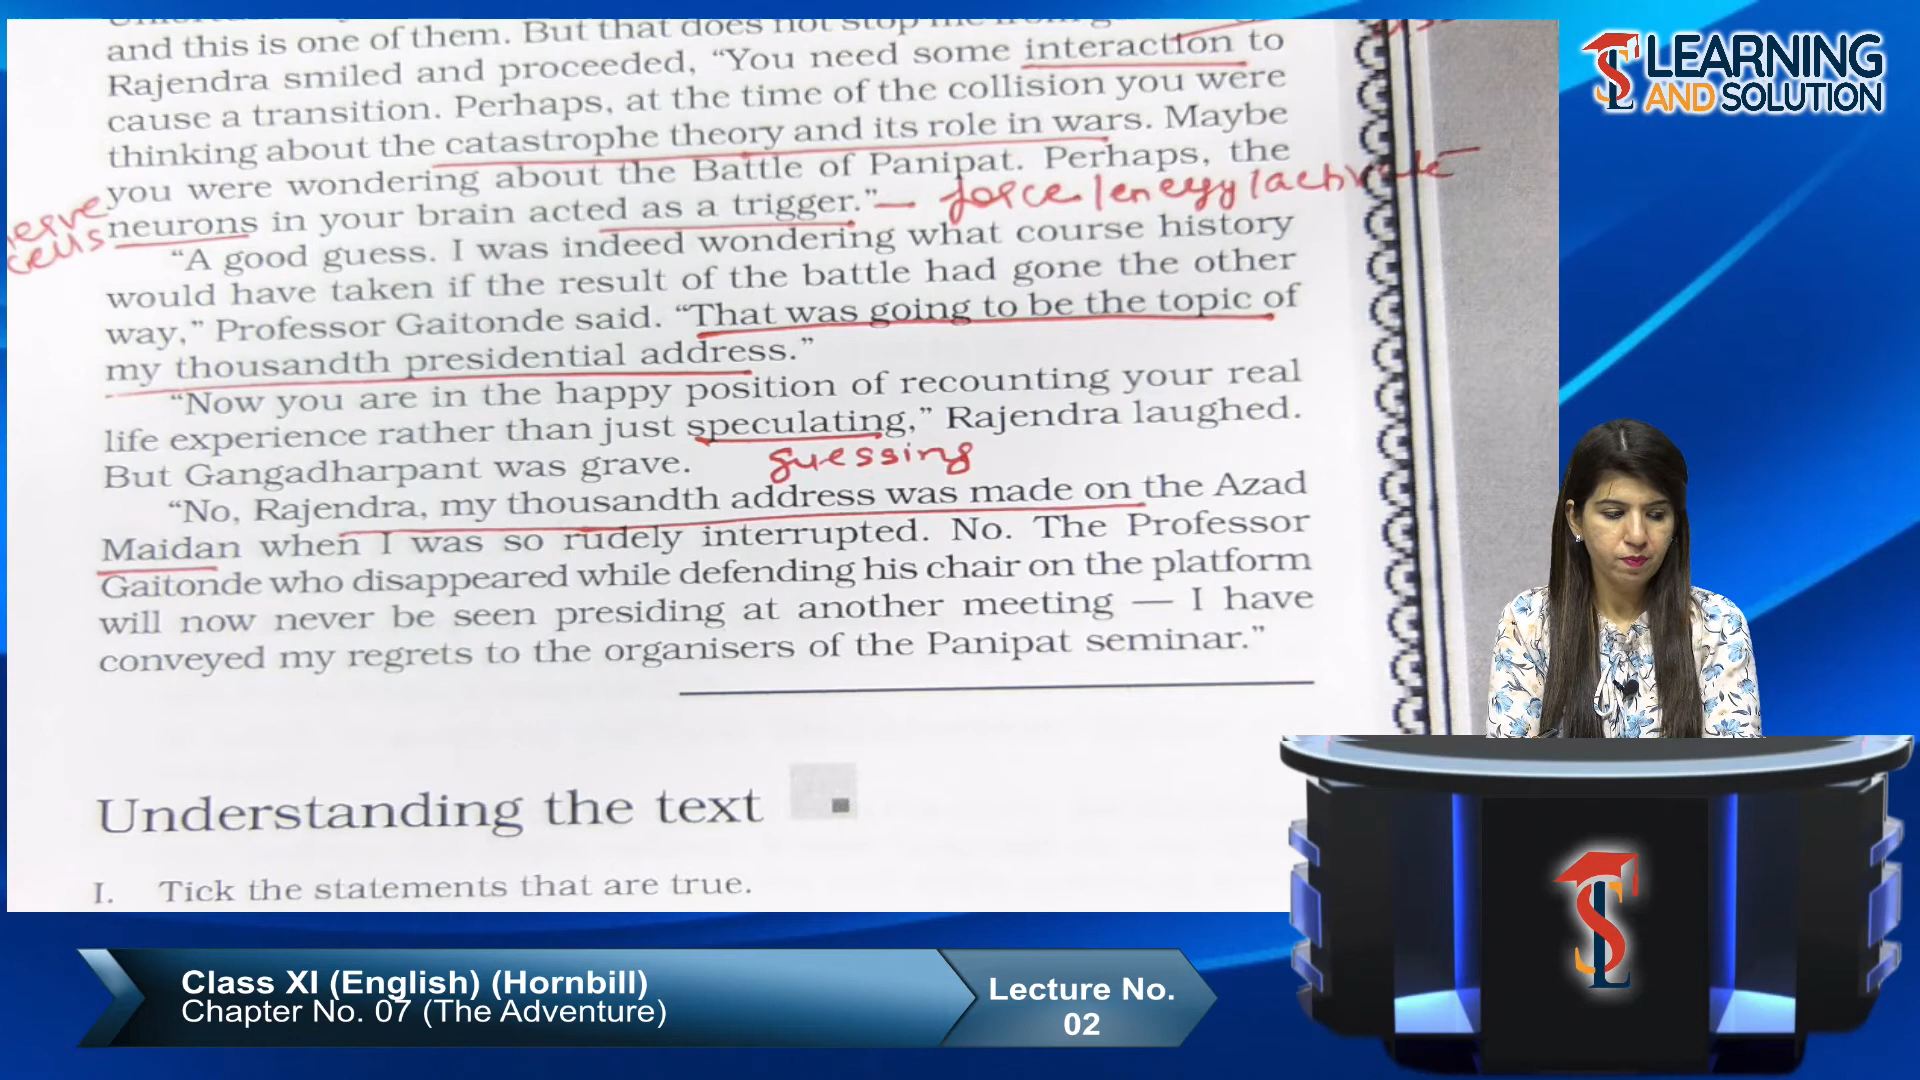 and this is one of them. But that does not stop me from
Rajendra smiled and proceeded, “You need some interaction to
cause a transition. Perhaps, at the time of the collision you were
thinking about the catastrophe theory and its role in wars. Maybe
you were wondering about the Battle of Panipat. Perhaps, the
nerve
neurons in your brain acted as a trigger.” — force/energy/activate
cells
“A good guess. I was indeed wondering what course history
would have taken if the result of the battle had gone the other
way,” Professor Gaitonde said. “That was going to be the topic of
my thousandth presidential address.”
“Now you are in the happy position of recounting your real
life experience rather than just speculating,” Rajendra laughed.
But Gangadharpant was grave.
guessing
“No, Rajendra, my thousandth address was made on the Azad
Maidan when I was so rudely interrupted. No. The Professor
Gaitonde who disappeared while defending his chair on the platform
will now never be seen presiding at another meeting — I have
conveyed my regrets to the organisers of the Panipat seminar.”
Understanding the text
I. Tick the statements that are true.
LEARNING
AND SOLUTION
SL
Class XI (English) (Hornbill)
Chapter No. 07 (The Adventure)
Lecture No.
02